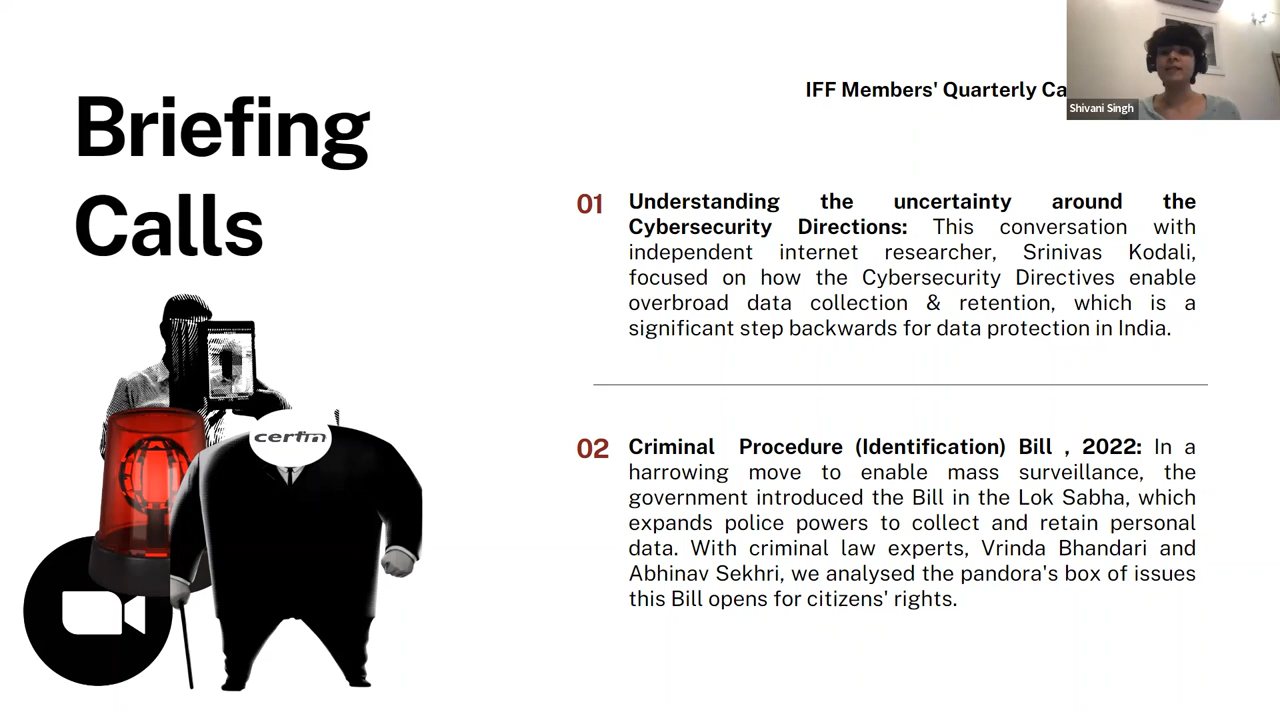 Briefing
Calls
IFF Members' Quarterly Ca
Shivani Singh
01
Understanding the uncertainty around the
Cybersecurity Directions: This conversation with
independent internet researcher, Srinivas Kodali,
focused on how the Cybersecurity Directives enable
overbroad data collection & retention, which is a
significant step backwards for data protection in India.
02
Criminal Procedure (Identification) Bill , 2022: In a
harrowing move to enable mass surveillance, the
government introduced the Bill in the Lok Sabha, which
expands police powers to collect and retain personal
data. With criminal law experts, Vrinda Bhandari and
Abhinav Sekhri, we analysed the pandora's box of issues
this Bill opens for citizens' rights.